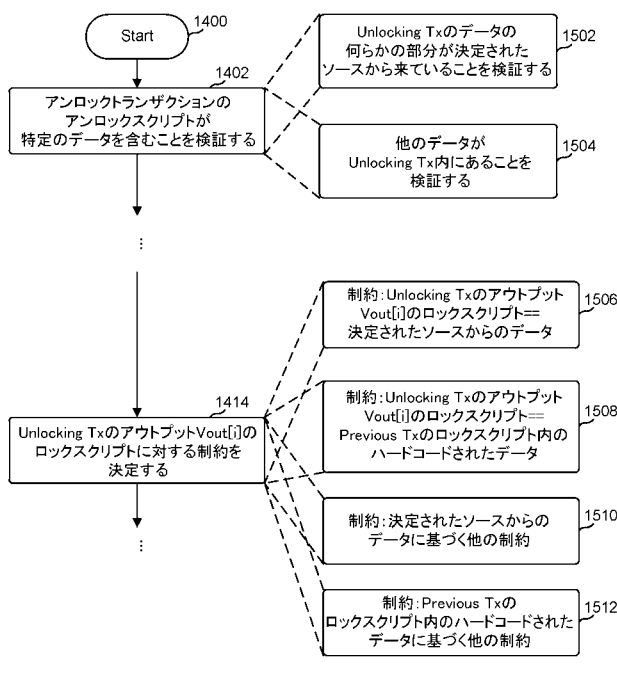 Start
1400
1402
アンロックトランザクションの
アンロックスクリプトが
特定のデータを含むことを検証する
Unlocking Txのデータの
何らかの部分が決定された
ソースから来ていることを検証する
1502
他のデータが
Unlocking Tx内にあることを
検証する
1504
⋮
制約:Unlocking Txのアウトプット
Vout[i]のロックスクリプト==
決定されたソースからのデータ
1506
制約:Unlocking Txのアウトプット
Vout[i]のロックスクリプト==
Previous Txのロックスクリプト内の
ハードコードされたデータ
1508
1414
Unlocking TxのアウトプットVout[i]の
ロックスクリプトに対する制約を
決定する
制約:決定されたソースからの
データに基づく他の制約
1510
⋮
制約:Previous Txの
ロックスクリプト内のハードコードされた
データに基づく他の制約
1512